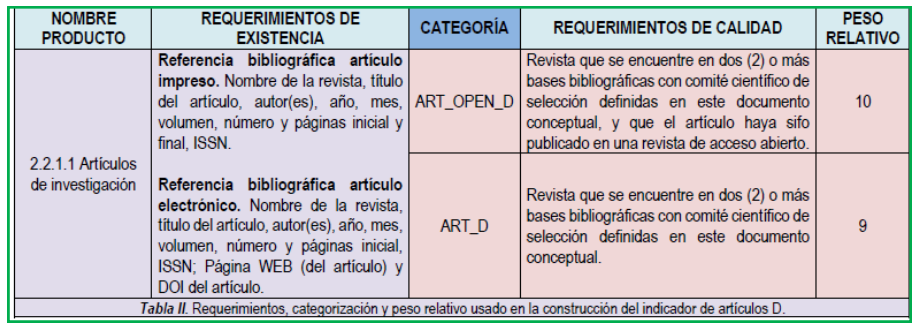 NOMBRE PRODUCTO
REQUERIMIENTOS DE EXISTENCIA
CATEGORÍA
REQUERIMIENTOS DE CALIDAD
PESO RELATIVO
2.2.1.1 Artículos
de investigación
Referencia bibliográfica artículo
impreso. Nombre de la revista, título
del artículo, autor(es), año, mes,
volumen, número y páginas inicial y
final, ISSN.
Referencia bibliográfica artículo
electrónico. Nombre de la revista,
título del artículo, autor(es), año, mes,
volumen, número y páginas inicial,
ISSN; Página WEB (del artículo) y
DOI del artículo.
ART_OPEN_D
Revista que se encuentre en dos (2) o más
bases bibliográficas con comité científico de
selección definidas en este documento
conceptual, y que el artículo haya sifo
publicado en una revista de acceso abierto.
10
ART_D
Revista que se encuentre en dos (2) o más
bases bibliográficas con comité científico de
selección definidas en este documento
conceptual.
9
Tabla II. Requerimientos, categorización y peso relativo usado en la construcción del indicador de artículos D.